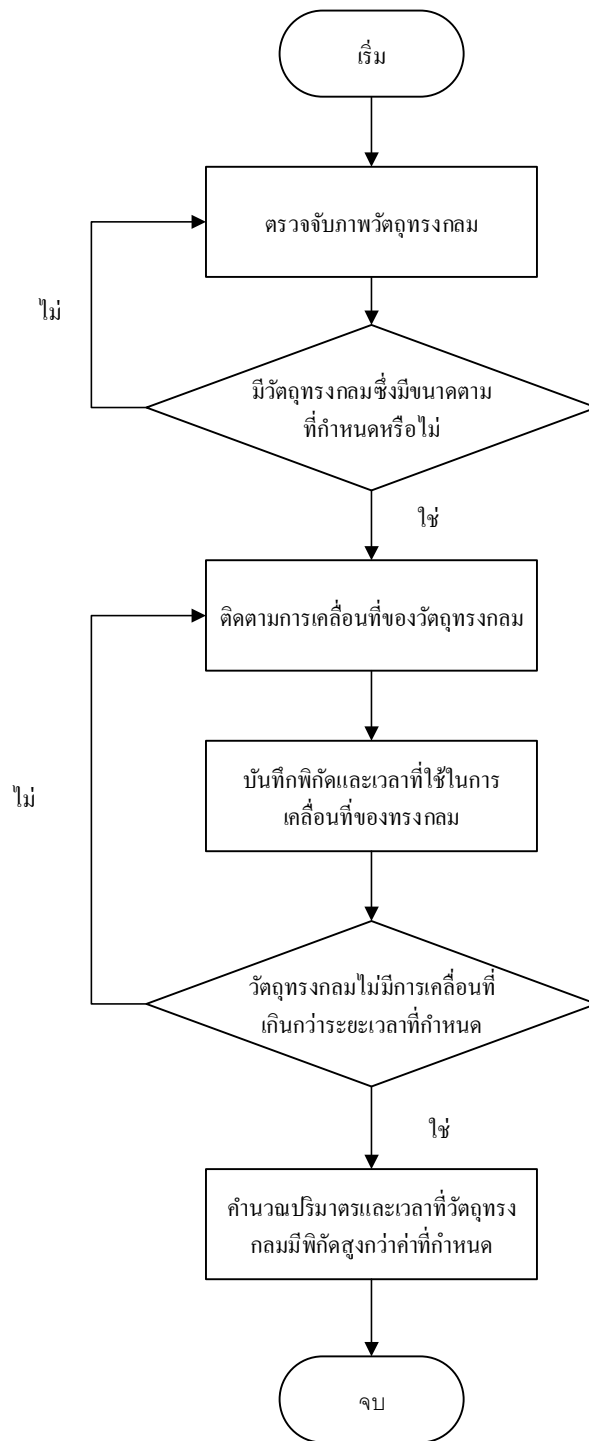 เริ่ม
ตรวจจับภาพวัตถุทรงกลม
ไม่
มีวัตถุทรงกลมซึ่งมีขนาดตาม
ที่กำหนดหรือไม่
ใช่
ติดตามการเคลื่อนที่ของวัตถุทรงกลม
บันทึกพิกัดและเวลาที่ใช้ในการ
เคลื่อนที่ของทรงกลม
ไม่
วัตถุทรงกลมไม่มีการเคลื่อนที่
เกินกว่าระยะเวลาที่กำหนด
ใช่
คำนวณปริมาตรและเวลาที่วัตถุทรง
กลมมีพิกัดสูงกว่าค่าที่กำหนด
จบ